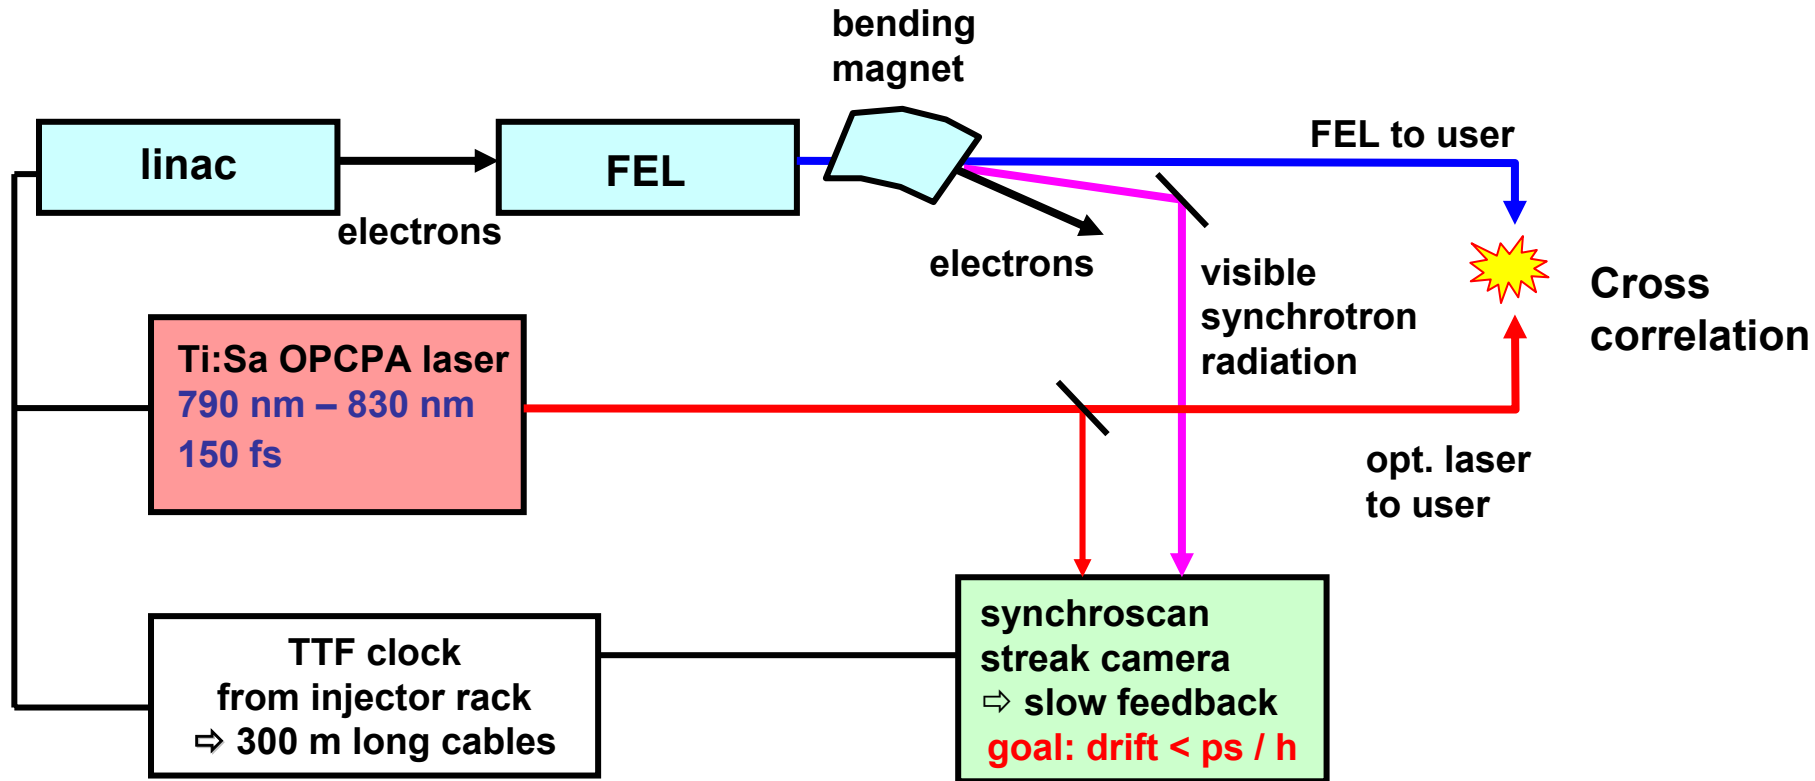 bending
magnet
linac
FEL
FEL to user
electrons
electrons
visible
synchrotron
radiation
Cross
correlation
Ti:Sa OPCPA laser
790 nm – 830 nm
150 fs
opt. laser
to user
TTF clock
from injector rack
⇨ 300 m long cables
synchroscan
streak camera
⇨ slow feedback
goal: drift < ps / h